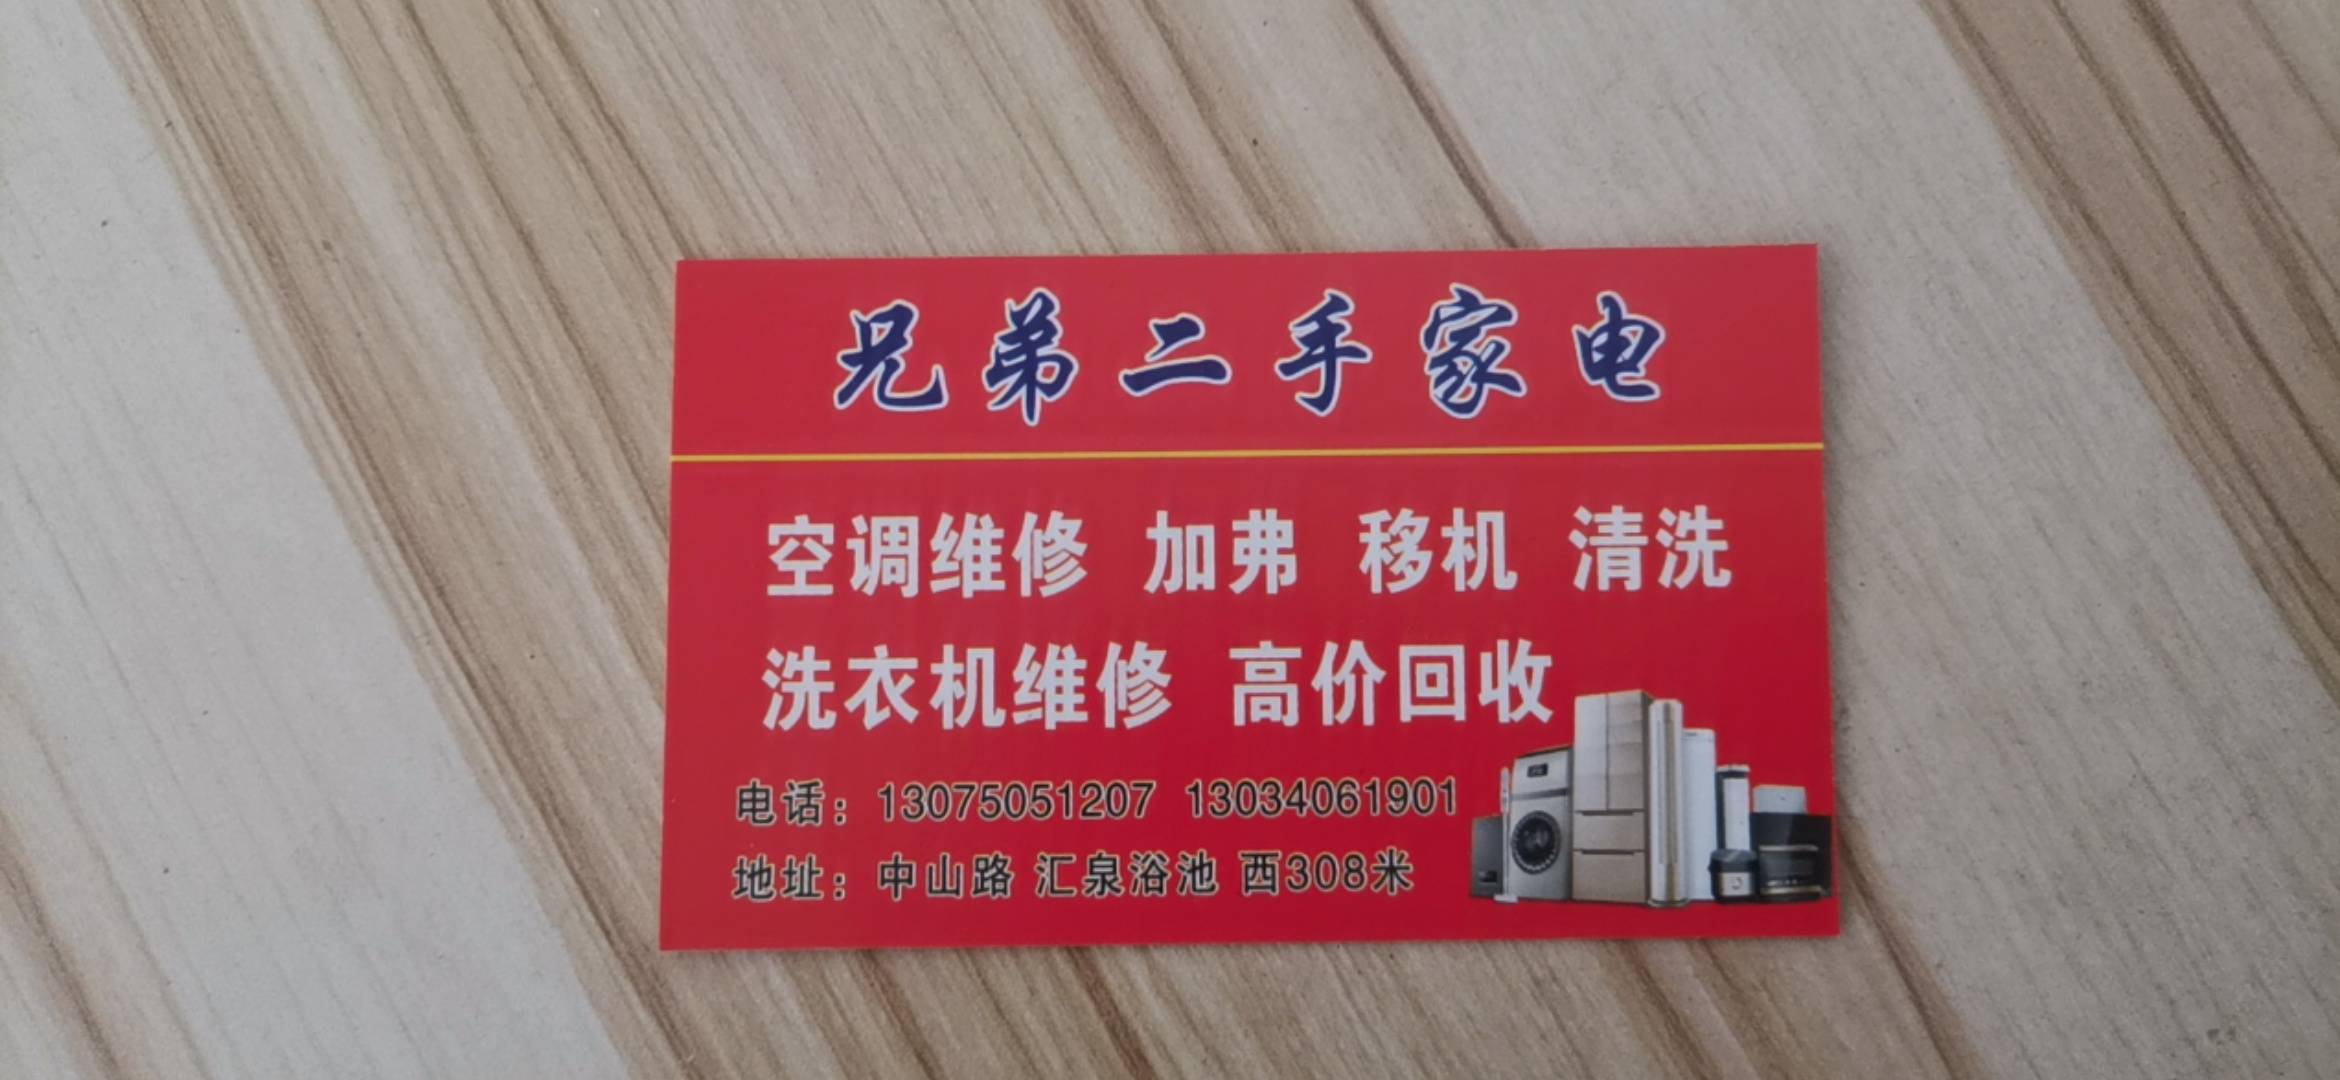 兄弟二手家电
空调维修 加弗 移机 清洗
洗衣机维修 高价回收
电话：13075051207 13034061901
地址：中山路 汇泉浴池 西308米